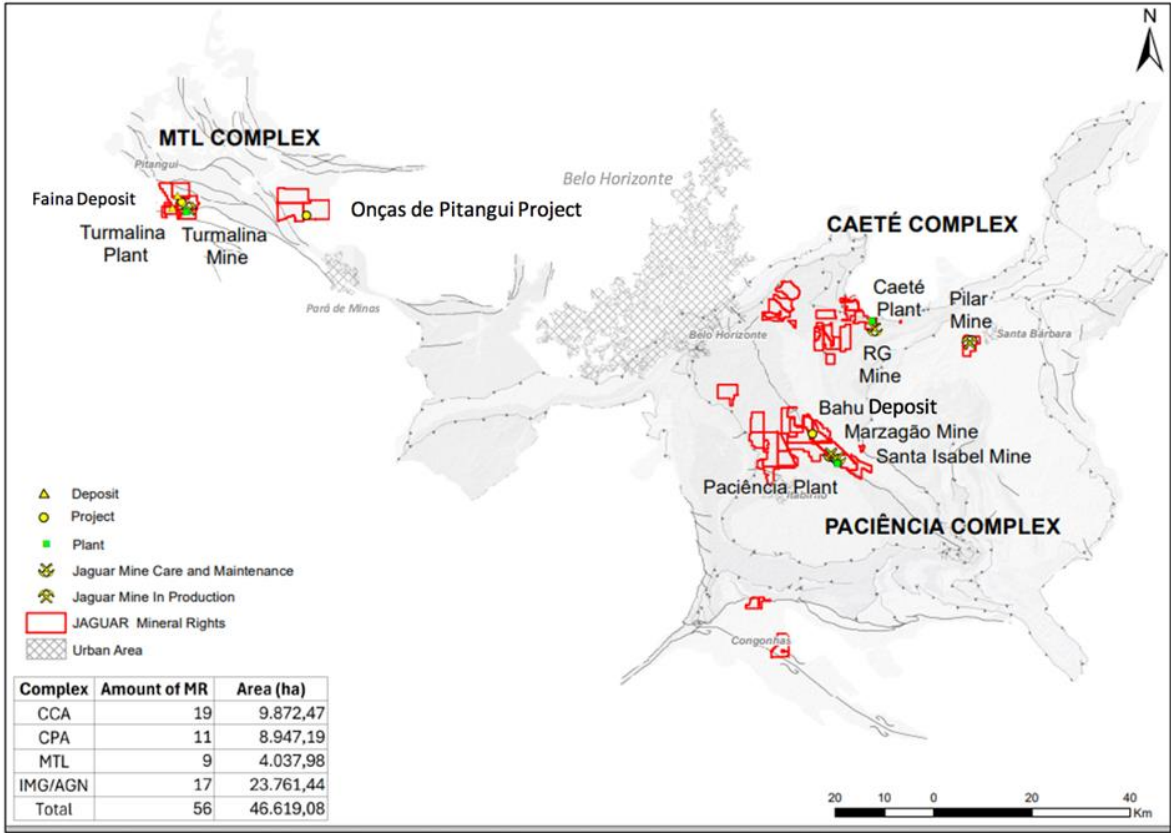 N
MTL COMPLEX
Pitangui
Faina Deposit
Onças de Pitangui Project
Turmalina
Plant
Turmalina
Mine
Pará de Minas
Belo Horizonte
Belo Horizonte
CAETÉ COMPLEX
Caeté
Plant
Pilar
Mine
Santa Bárbara
RG
Mine
Bahu Deposit
Marzagão Mine
Santa Isabel Mine
Paciência Plant
Itabirito
PACIÊNCIA COMPLEX
Congonhas
Deposit
Project
Plant
Jaguar Mine Care and Maintenance
Jaguar Mine In Production
JAGUAR Mineral Rights
Urban Area
Complex Amount of MR Area (ha)
CCA 19 9.872,47
CPA 11 8.947,19
MTL 9 4.037,98
IMG/AGN 17 23.761,44
Total 56 46.619,08
20 10 0 20 40
Km